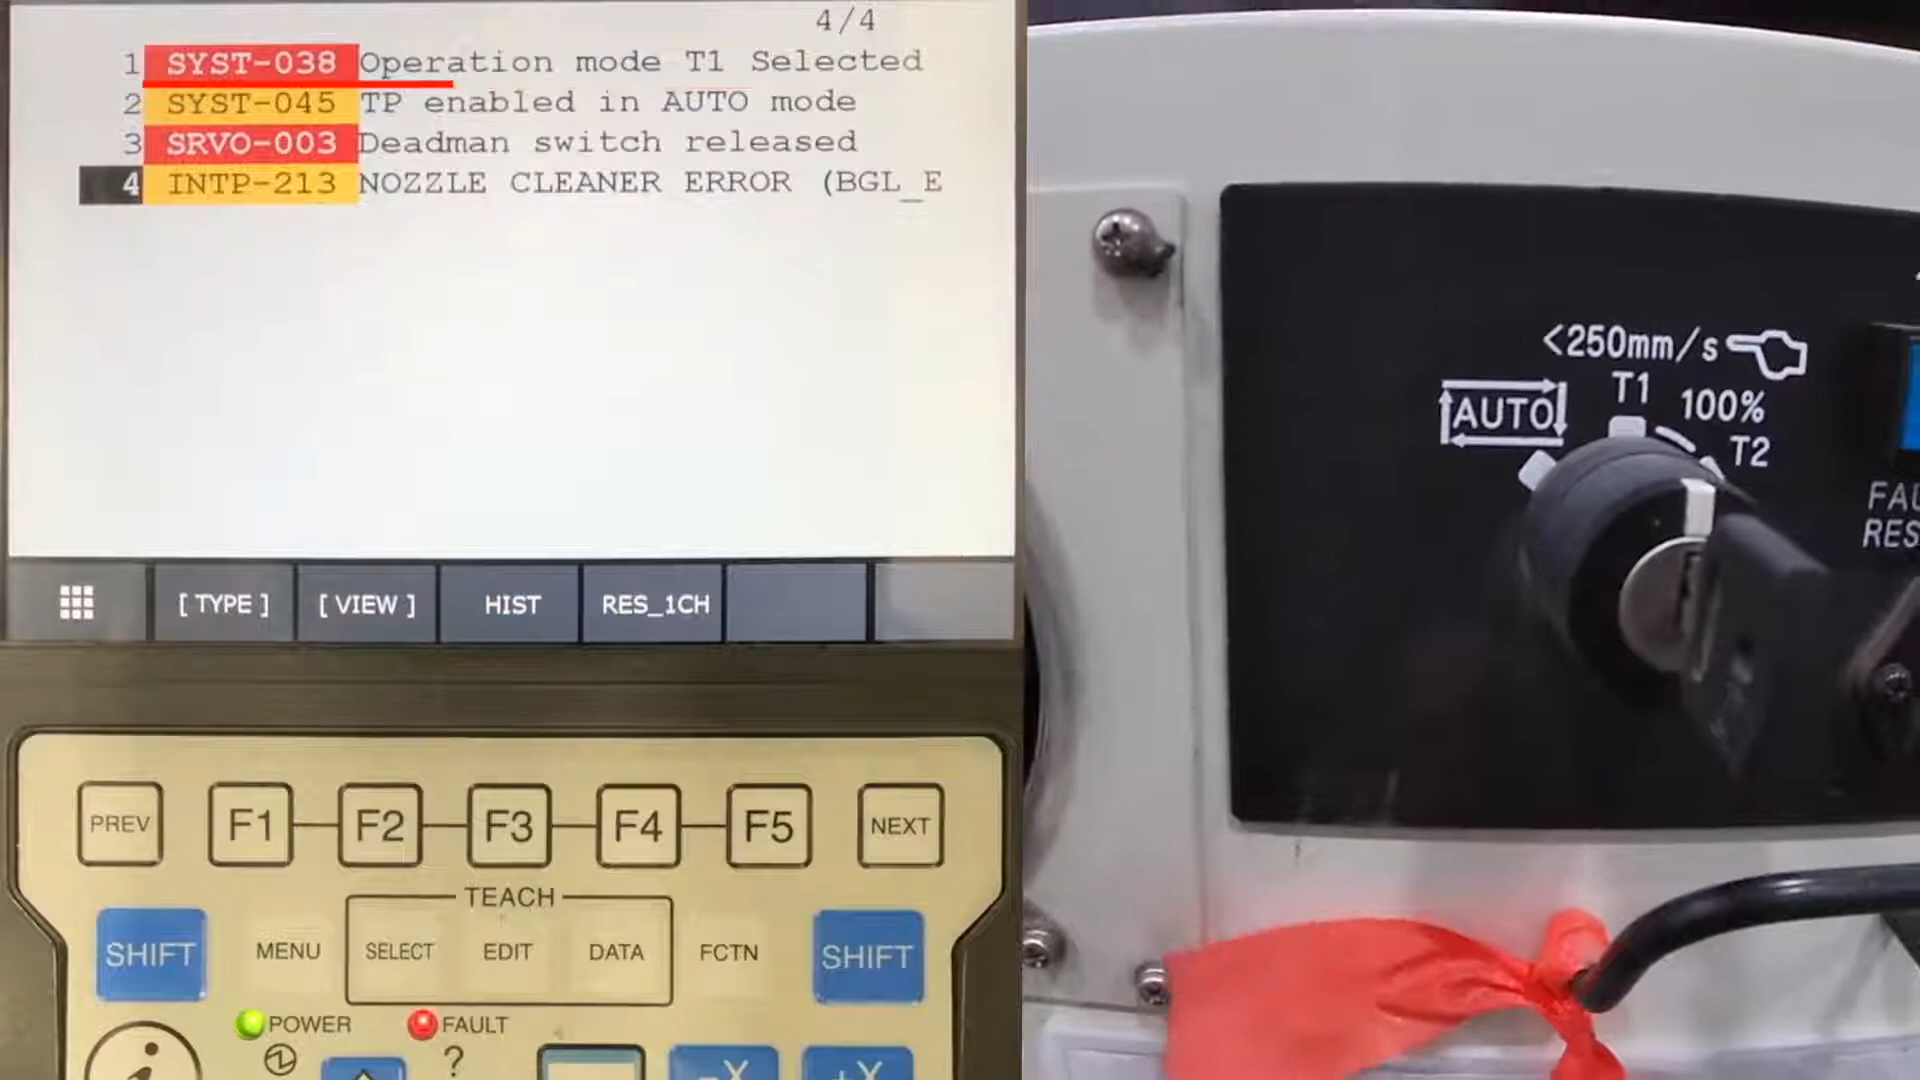 4/4
1 SYST-038 Operation mode T1 Selected
2 SYST-045 TP enabled in AUTO mode
3 SRVO-003 Deadman switch released
4 INTP-213 NOZZLE CLEANER ERROR (BGL_E
[ TYPE ] [ VIEW ] HIST RES_1CH
PREV F1 F2 F3 F4 F5 NEXT
TEACH
SHIFT MENU SELECT EDIT DATA FCTN SHIFT
POWER FAULT
i ? -X +X
<250mm/s
T1
AUTO 100%
T2
FAU
RES